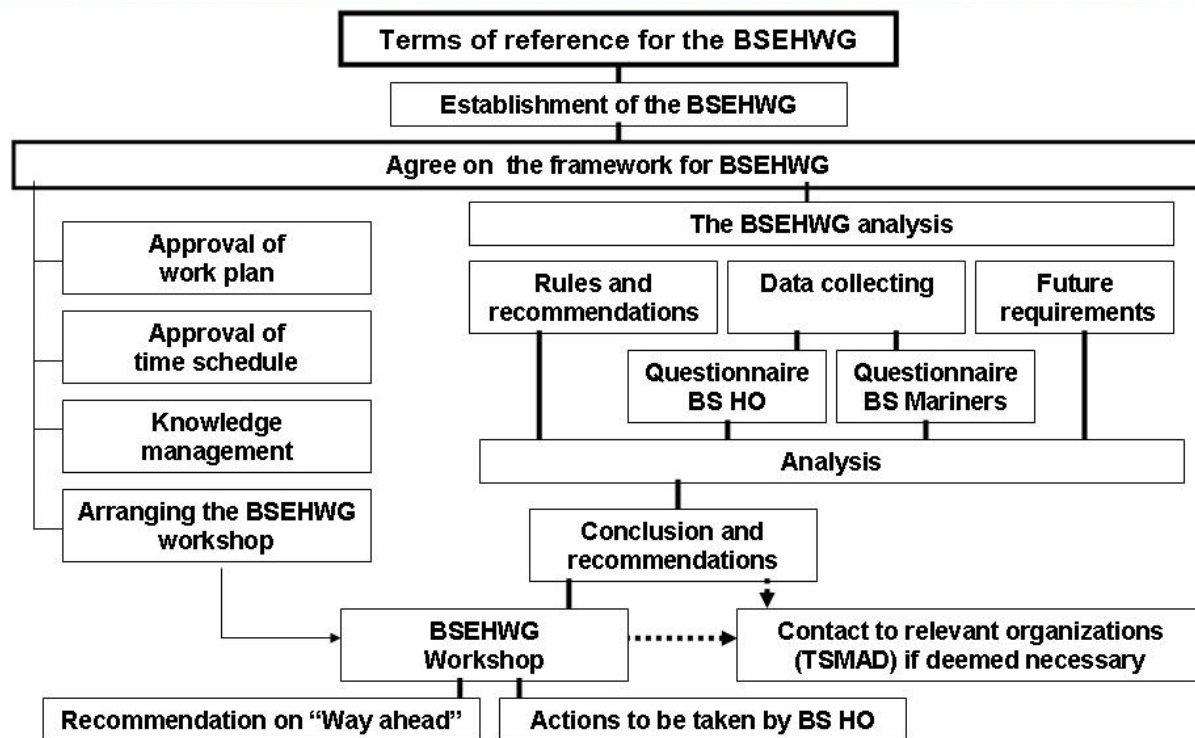 Terms of reference for the BSEHWG
Establishment of the BSEHWG
Agree on the framework for BSEHWG
Approval of
work plan
Approval of
time schedule
Knowledge
management
Arranging the BSEHWG
workshop
The BSEHWG analysis
Rules and
recommendations
Data collecting
Future
requirements
Questionnaire
BS HO
Questionnaire
BS Mariners
Analysis
Conclusion and
recommendations
BSEHWG
Workshop
Contact to relevant organizations
(TSMAD) if deemed necessary
Recommendation on “Way ahead”
Actions to be taken by BS HO